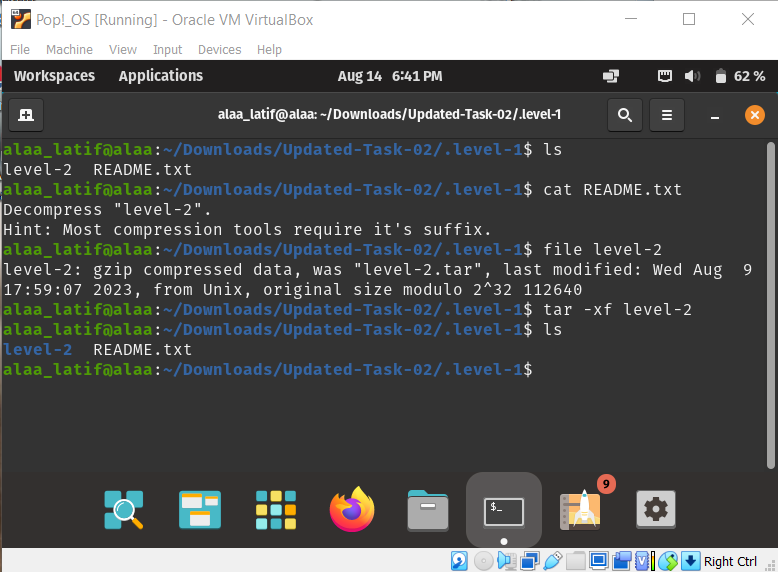 Pop!_OS [Running] - Oracle VM VirtualBox
File Machine View Input Devices Help
Workspaces Applications Aug 14 6:41 PM 62 %
alaa_latif@alaa: ~/Downloads/Updated-Task-02/.level-1
alaa_latif@alaa:~/Downloads/Updated-Task-02/.level-1$ ls
level-2  README.txt
alaa_latif@alaa:~/Downloads/Updated-Task-02/.level-1$ cat README.txt
Decompress "level-2".
Hint: Most compression tools require it's suffix.
alaa_latif@alaa:~/Downloads/Updated-Task-02/.level-1$ file level-2
level-2: gzip compressed data, was "level-2.tar", last modified: Wed Aug  9
17:59:07 2023, from Unix, original size modulo 2^32 112640
alaa_latif@alaa:~/Downloads/Updated-Task-02/.level-1$ tar -xf level-2
alaa_latif@alaa:~/Downloads/Updated-Task-02/.level-1$ ls
level-2  README.txt
alaa_latif@alaa:~/Downloads/Updated-Task-02/.level-1$
$_
9
Right Ctrl